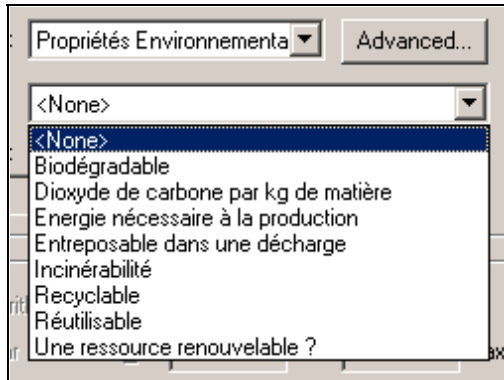 Propriétés Environnementa Advanced...
<None>
<None>
Biodégradable
Dioxyde de carbone par kg de matière
Energie nécessaire à la production
Entreposable dans une décharge
Incinérabilité
Recyclable
Réutilisable
Une ressource renouvelable ?